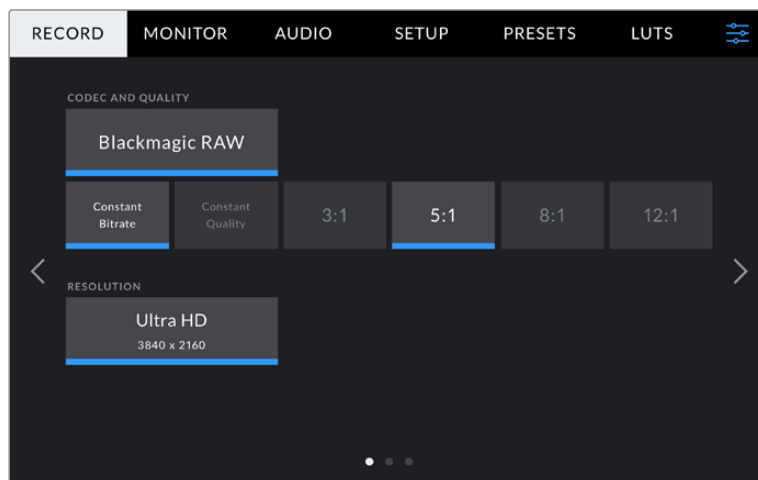 RECORD MONITOR AUDIO SETUP PRESETS LUTS
CODEC AND QUALITY
Blackmagic RAW
Constant Bitrate Constant Quality 3:1 5:1 8:1 12:1
RESOLUTION
Ultra HD
3840 x 2160